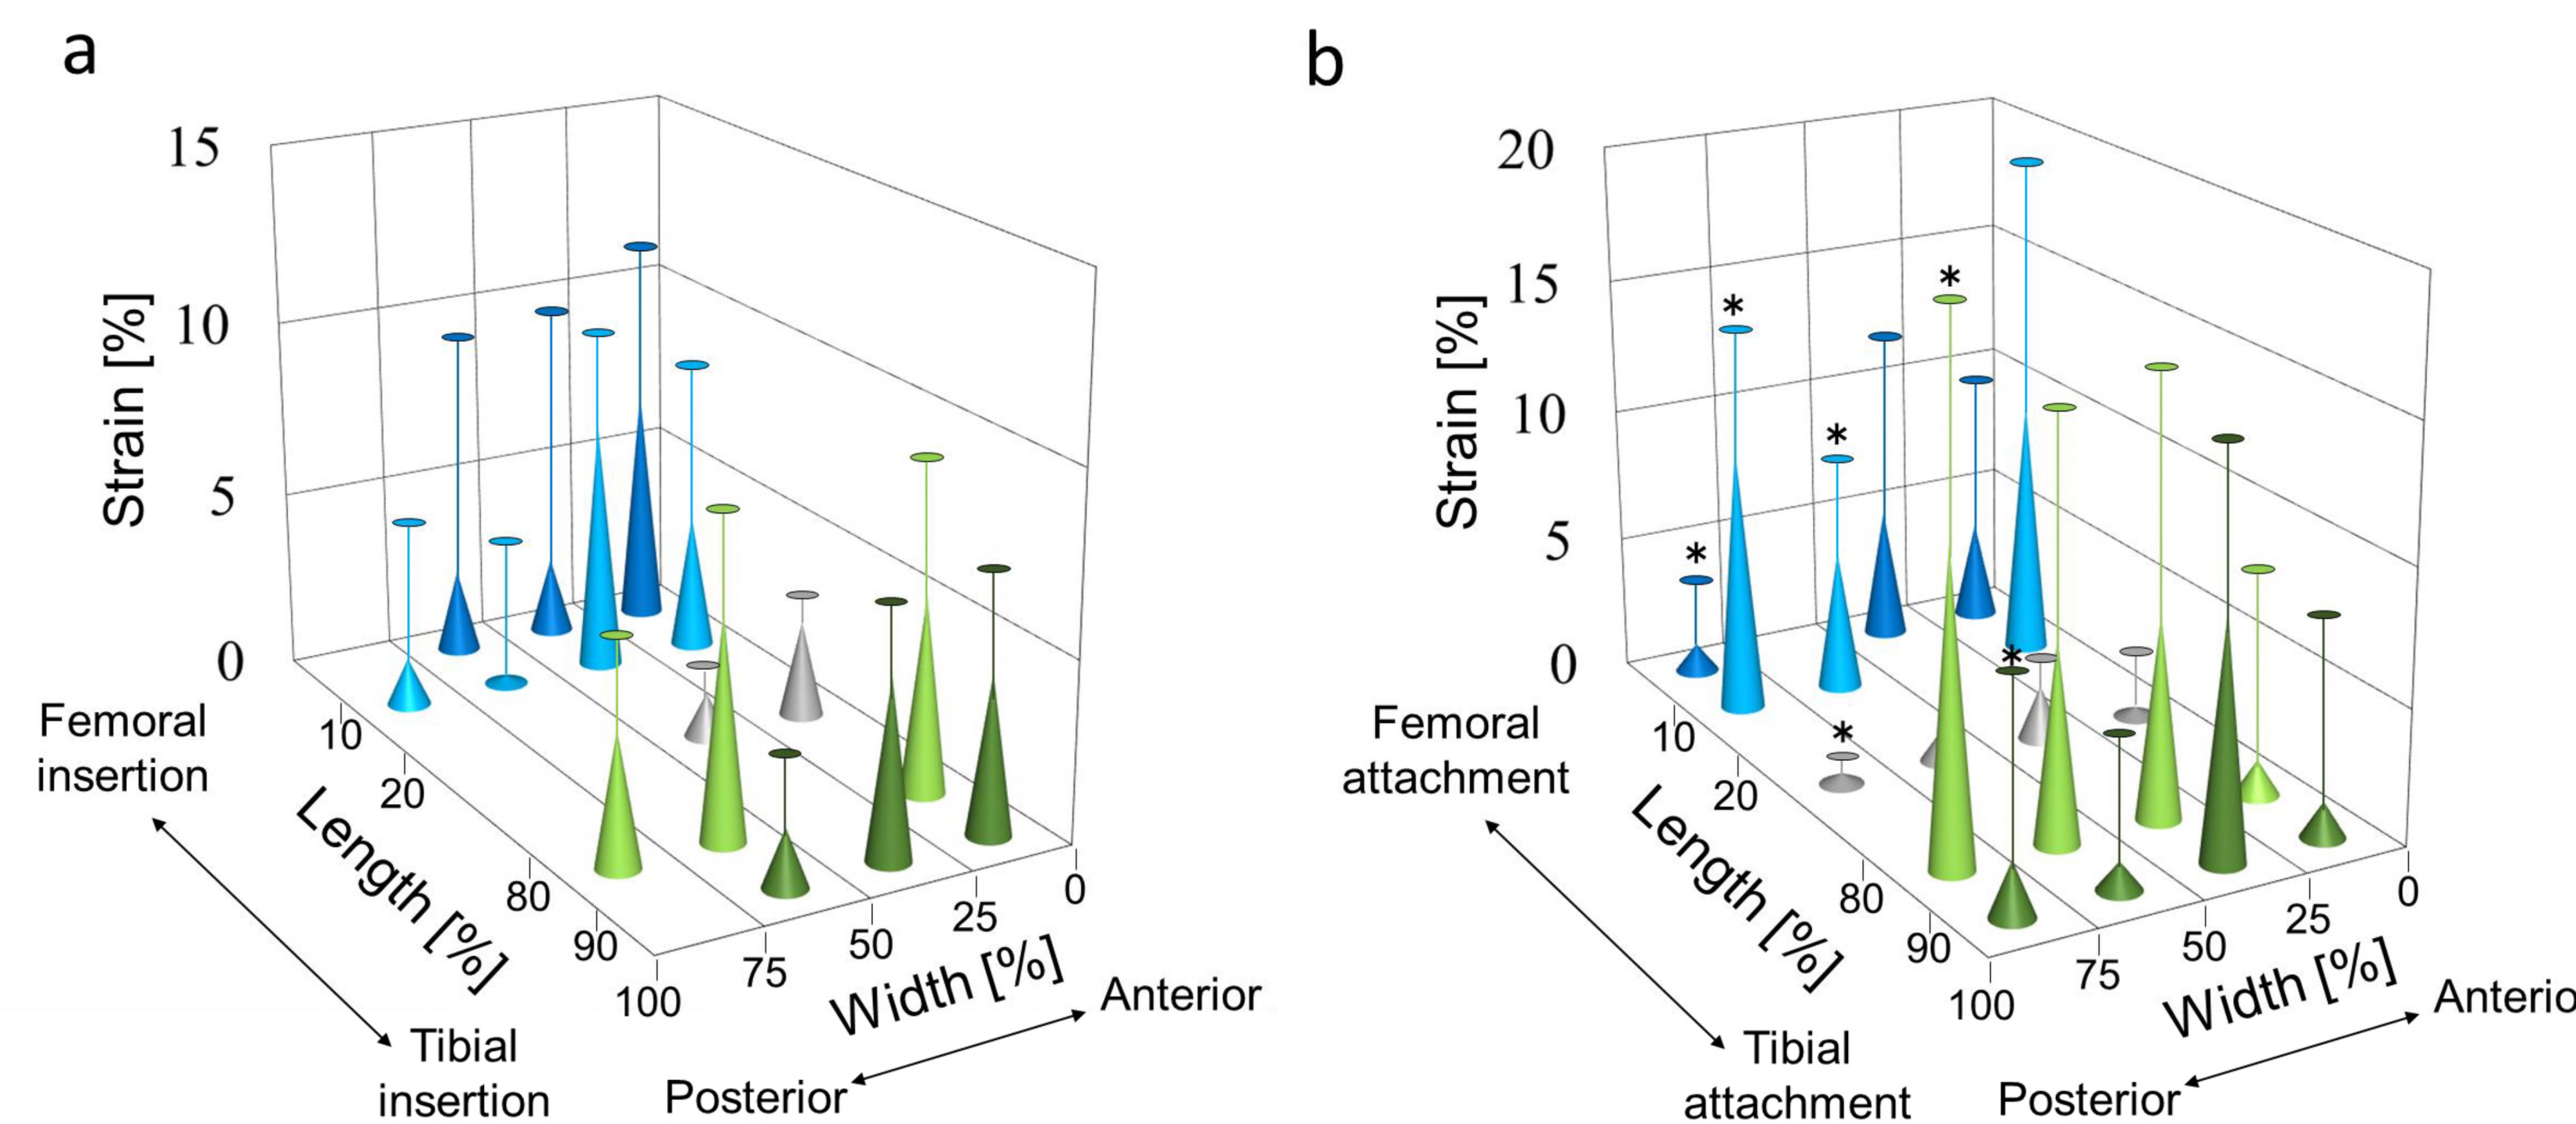 a
15
10
5
0
Strain [%]
Femoral
insertion
10
20
80
90
100
Length [%]
Tibial
insertion
75
50
25
0
Width [%]
Posterior
Anterior
b
20
15
10
5
0
Strain [%]
*
*
*
*
*
*
Femoral
attachment
10
20
80
90
100
Length [%]
Tibial
attachment
75
50
25
0
Width [%]
Posterior
Anterio